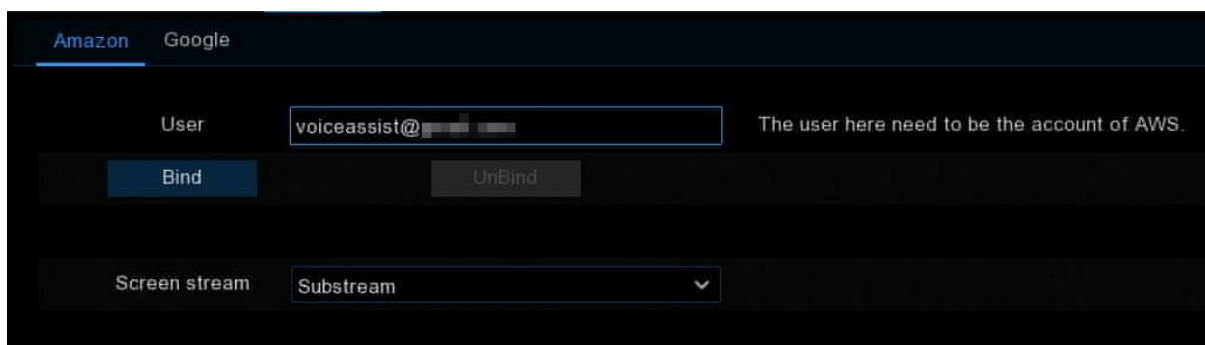 Amazon Google
User voiceassist@ The user here need to be the account of AWS.
Bind UnBind
Screen stream Substream